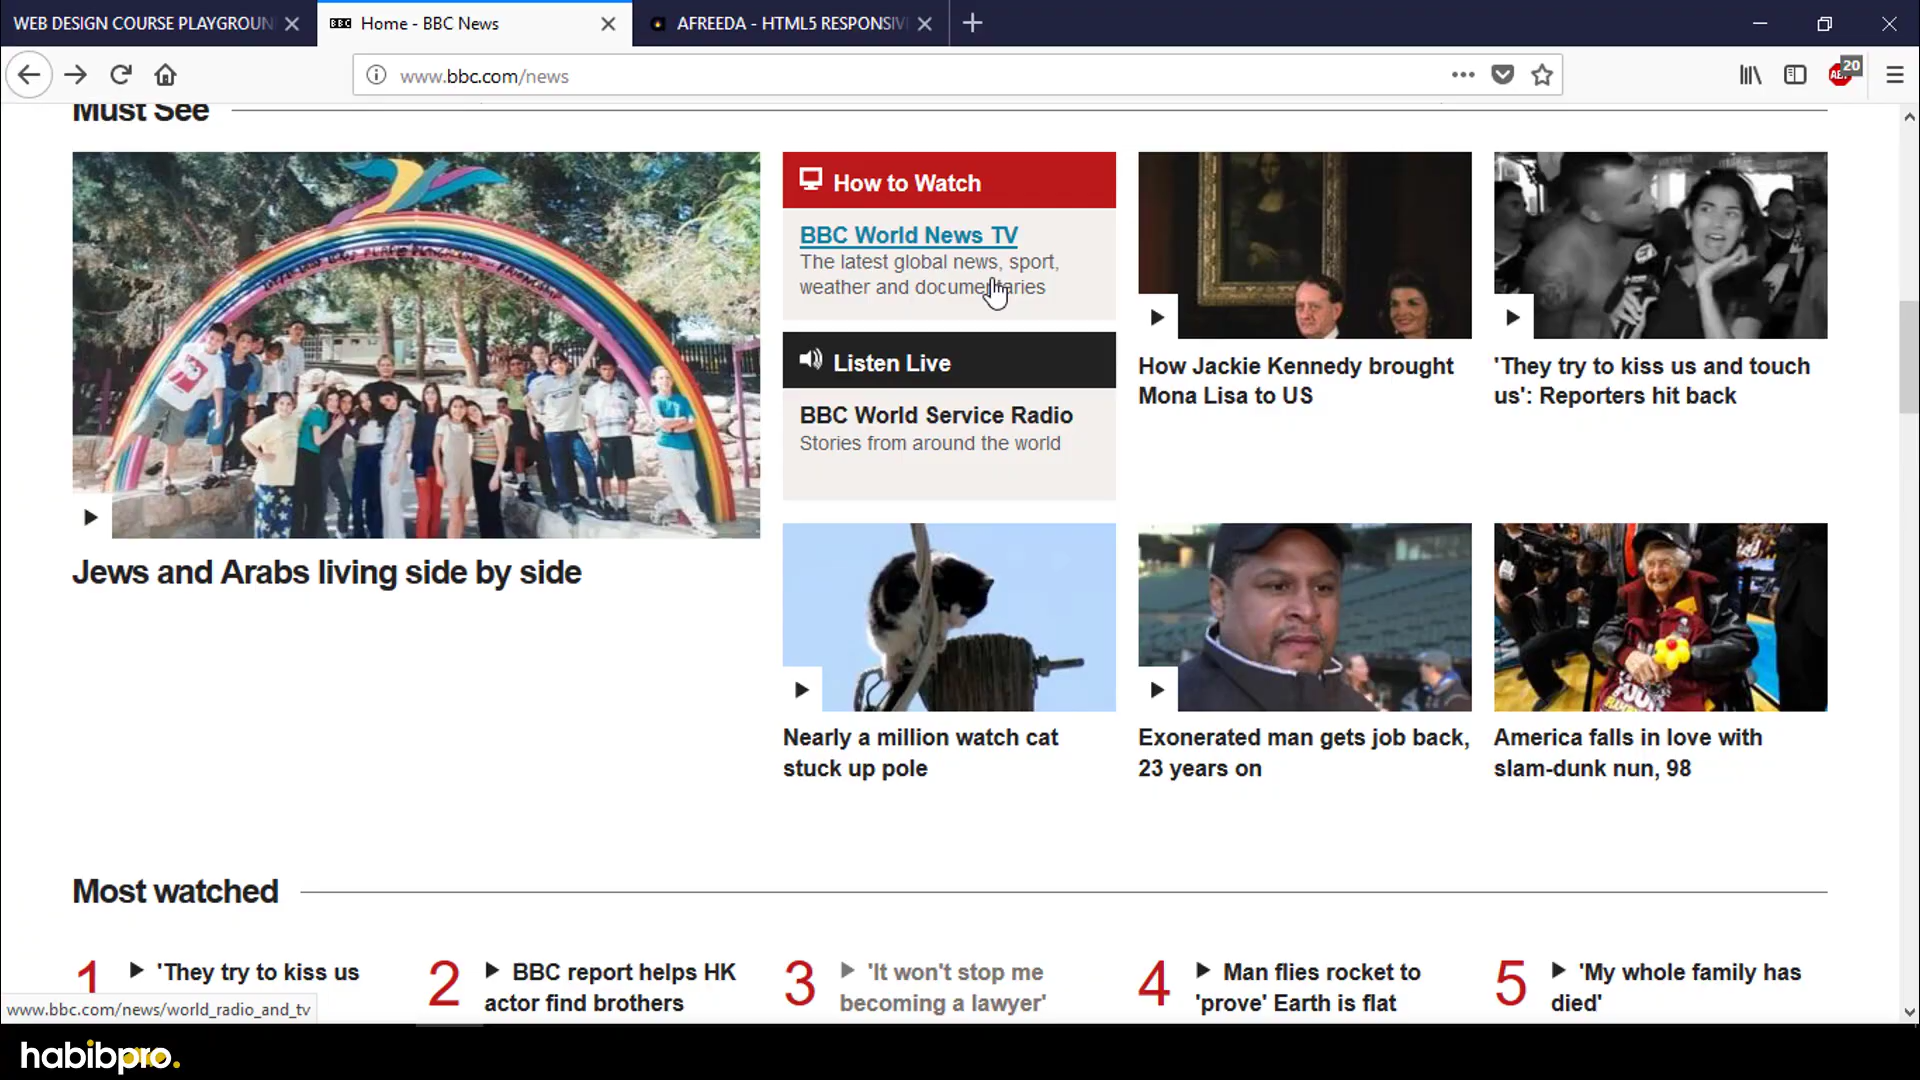 WEB DESIGN COURSE PLAYGROUN
BBC Home - BBC News
AFREEDA - HTML5 RESPONSIV
www.bbc.com/news
20
Must See
How to Watch
BBC World News TV
The latest global news, sport,
weather and documentaries
Listen Live
BBC World Service Radio
Stories from around the world
How Jackie Kennedy brought
Mona Lisa to US
'They try to kiss us and touch
us': Reporters hit back
Jews and Arabs living side by side
Nearly a million watch cat
stuck up pole
Exonerated man gets job back,
23 years on
America falls in love with
slam-dunk nun, 98
Most watched
1 'They try to kiss us
2 BBC report helps HK
actor find brothers
3 'It won't stop me
becoming a lawyer'
4 Man flies rocket to
'prove' Earth is flat
5 'My whole family has
died'
www.bbc.com/news/world_radio_and_tv
habibpro.